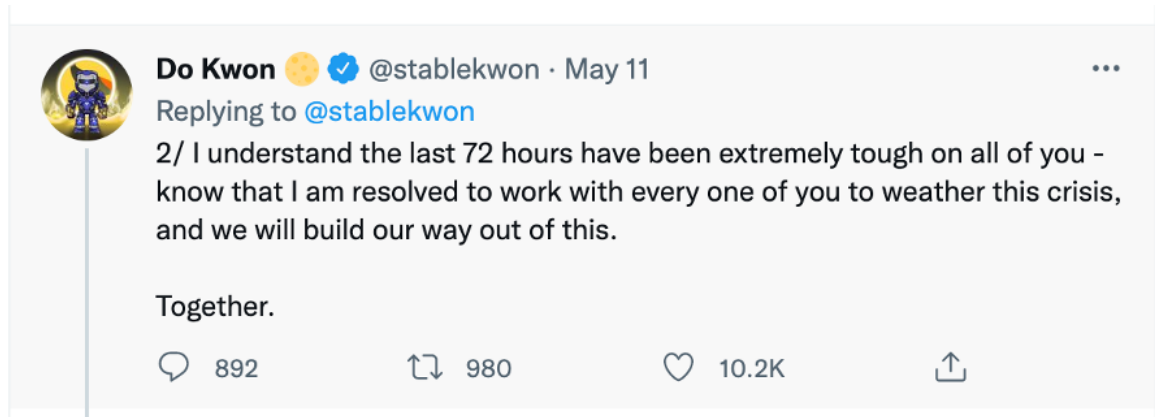 Do Kwon @stablekwon · May 11
Replying to @stablekwon
2/ I understand the last 72 hours have been extremely tough on all of you -
know that I am resolved to work with every one of you to weather this crisis,
and we will build our way out of this.
Together.
892 980 10.2K